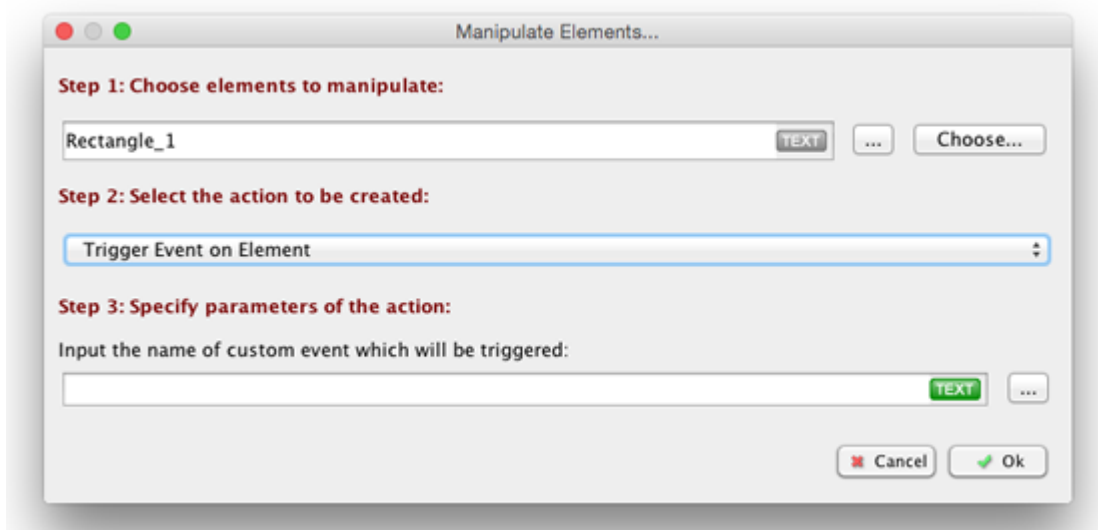 Manipulate Elements...
Step 1: Choose elements to manipulate:
Rectangle_1 TEXT ... Choose...
Step 2: Select the action to be created:
Trigger Event on Element
Step 3: Specify parameters of the action:
Input the name of custom event which will be triggered:
TEXT ...
Cancel Ok